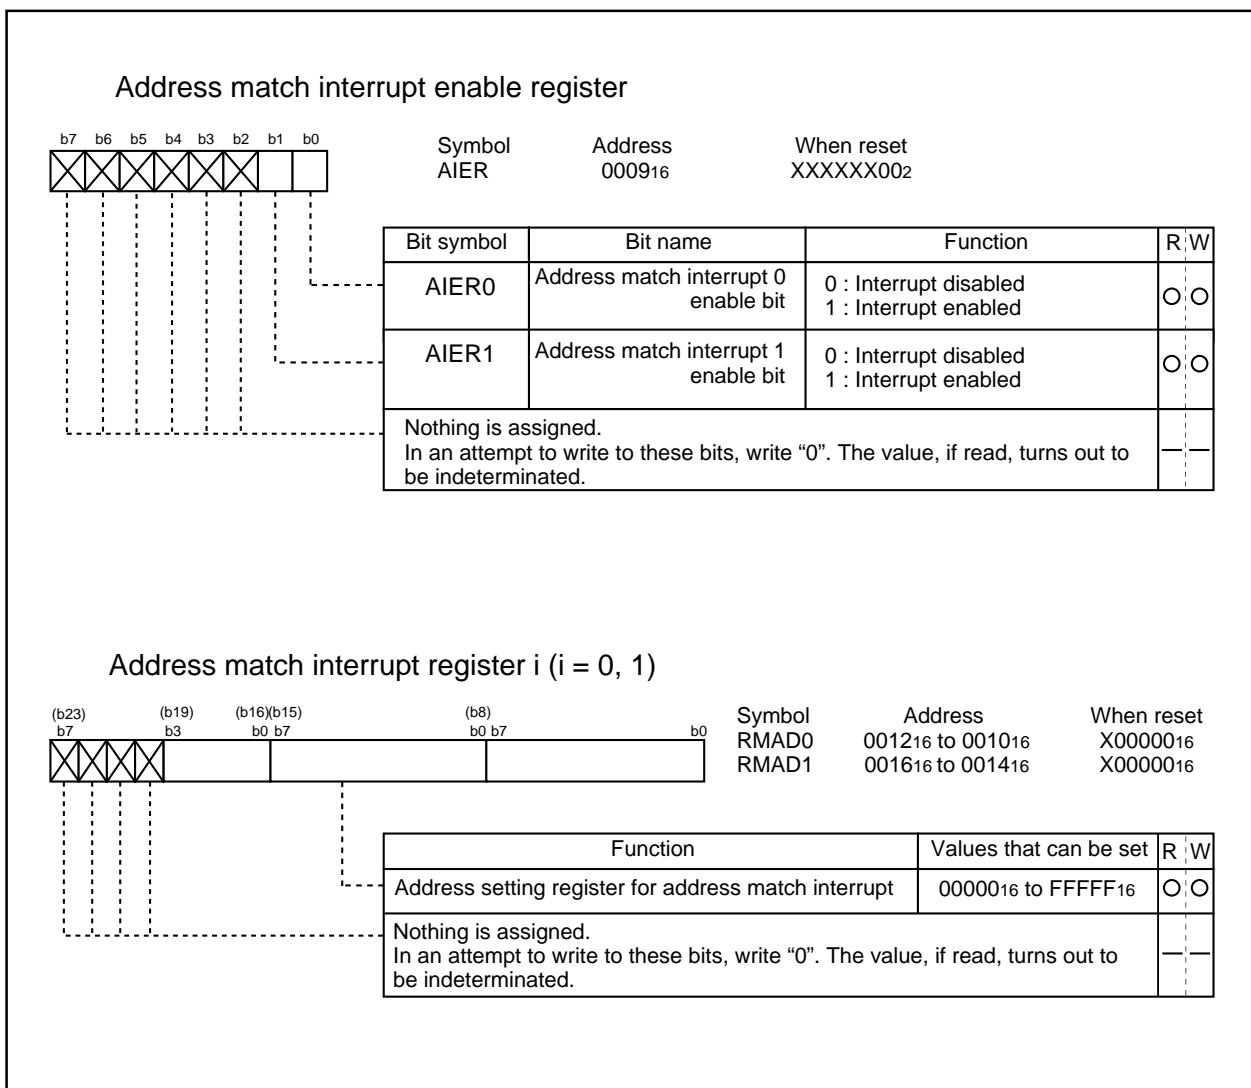 Address match interrupt enable register
b7 b6 b5 b4 b3 b2 b1 b0
Symbol Address When reset
AIER 000916 XXXXXX002
Bit symbol Bit name Function R W
AIER0 Address match interrupt 0 enable bit 0 : Interrupt disabled
1 : Interrupt enabled
AIER1 Address match interrupt 1 enable bit 0 : Interrupt disabled
1 : Interrupt enabled
Nothing is assigned.
In an attempt to write to these bits, write “0”. The value, if read, turns out to
be indeterminated.
Address match interrupt register i (i = 0, 1)
(b23) (b19) (b16)(b15) (b8)
b7 b3 b0 b7 b0 b7 b0
Symbol Address When reset
RMAD0 001216 to 001016 X0000016
RMAD1 001616 to 001416 X0000016
Function Values that can be set R W
Address setting register for address match interrupt 0000016 to FFFFF16
Nothing is assigned.
In an attempt to write to these bits, write “0”. The value, if read, turns out to
be indeterminated.